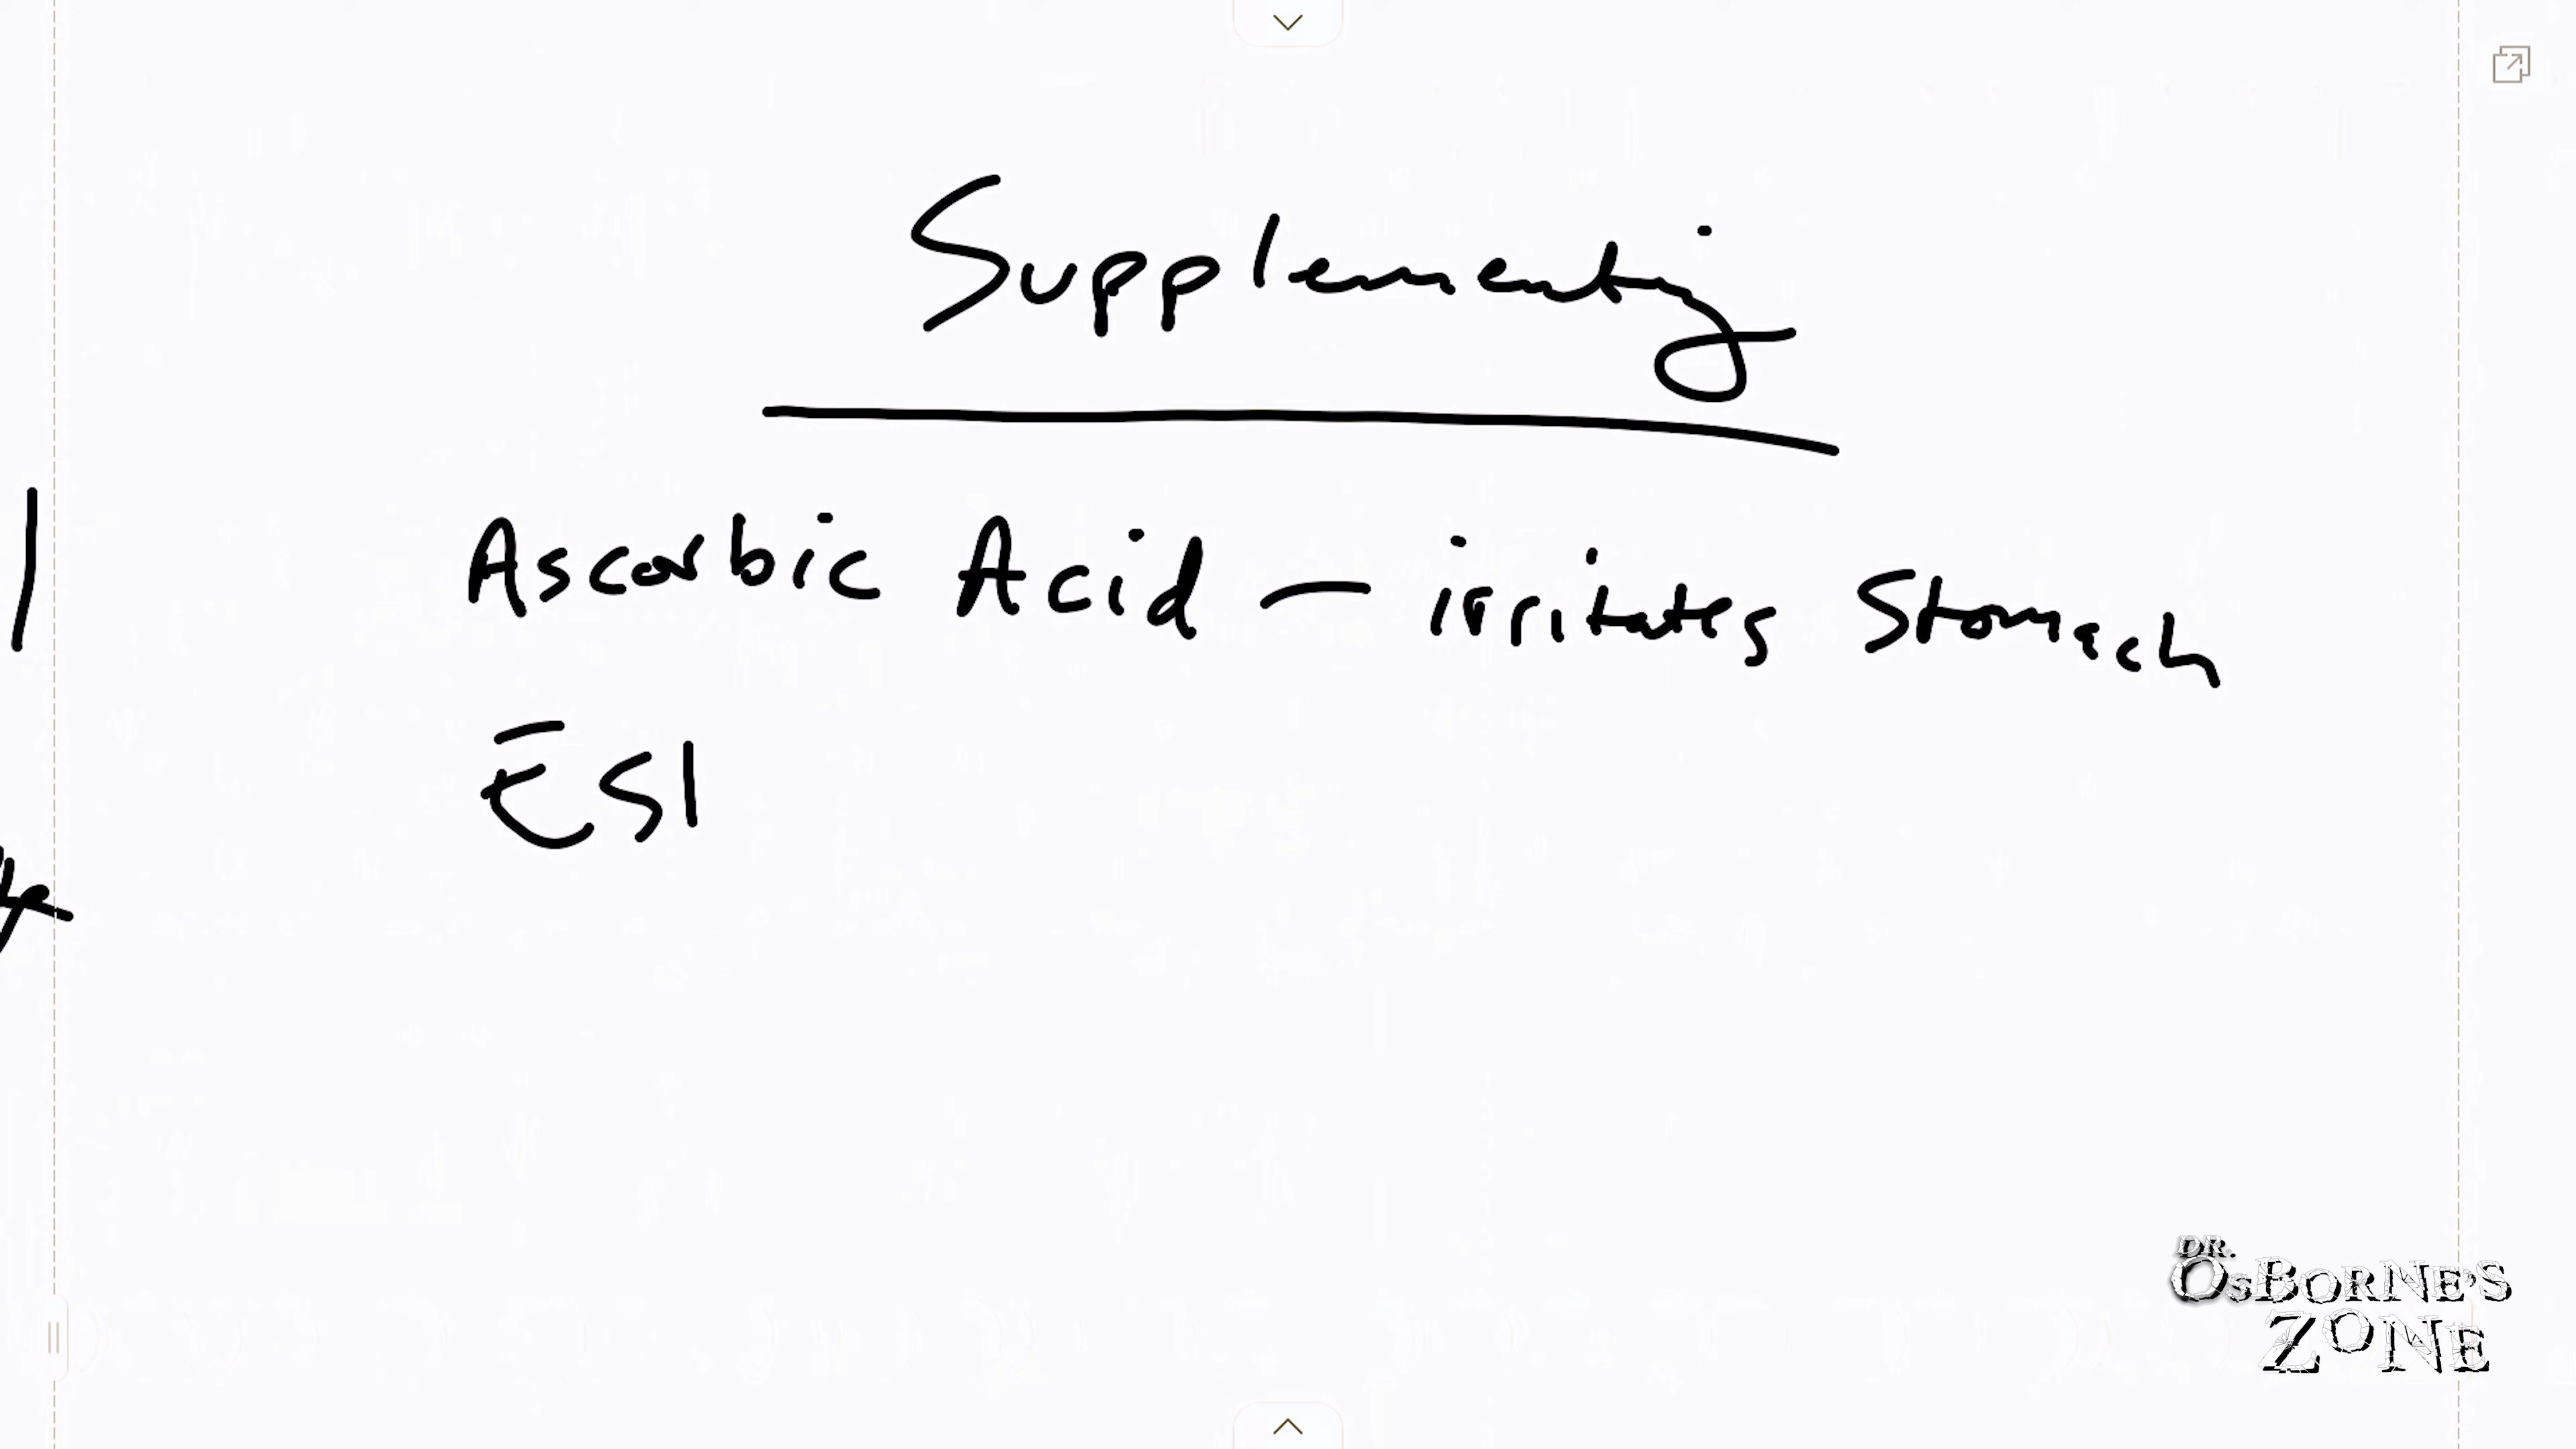 Supplementing
Ascorbic Acid — irritates Stomach
ESI
DR.
OSBORNE'S
ZONE